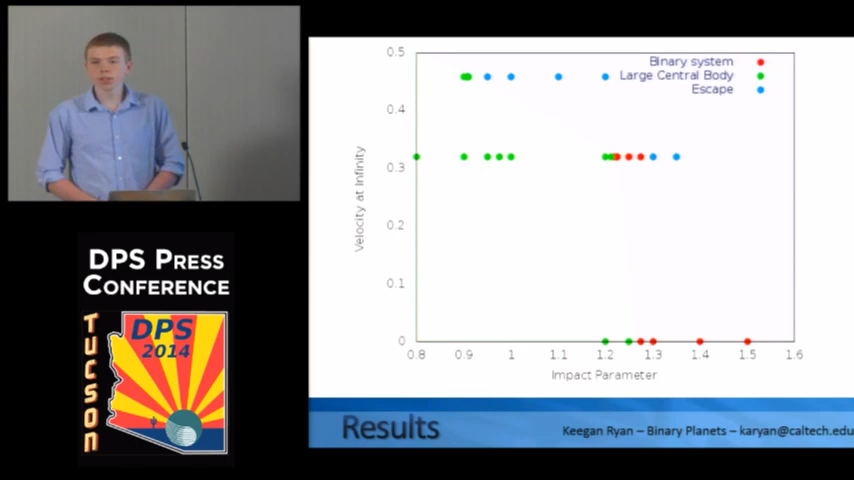 0.5
Binary system
Large Central Body
Escape
0.4
0.3
0.2
0.1
0
Velocity at Infinity
0.8 0.9 1 1.1 1.2 1.3 1.4 1.5 1.6
Impact Parameter
Results
Keegan Ryan – Binary Planets – karyan@caltech.edu
DPS PRESS
CONFERENCE
TUCSON
DPS
2014